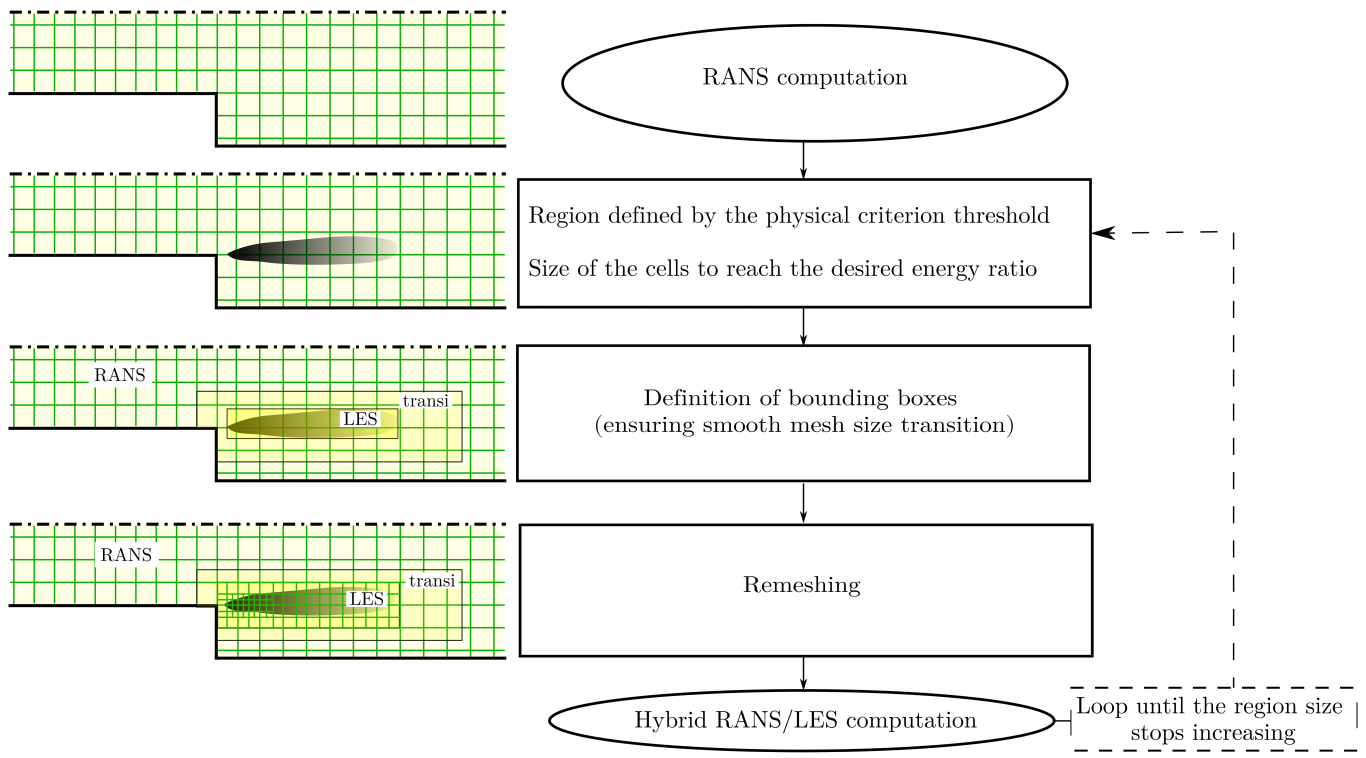 RANS computation
Region defined by the physical criterion threshold
Size of the cells to reach the desired energy ratio
RANS
transi
LES
Definition of bounding boxes
(ensuring smooth mesh size transition)
RANS
transi
LES
Remeshing
Hybrid RANS/LES computation
Loop until the region size
stops increasing